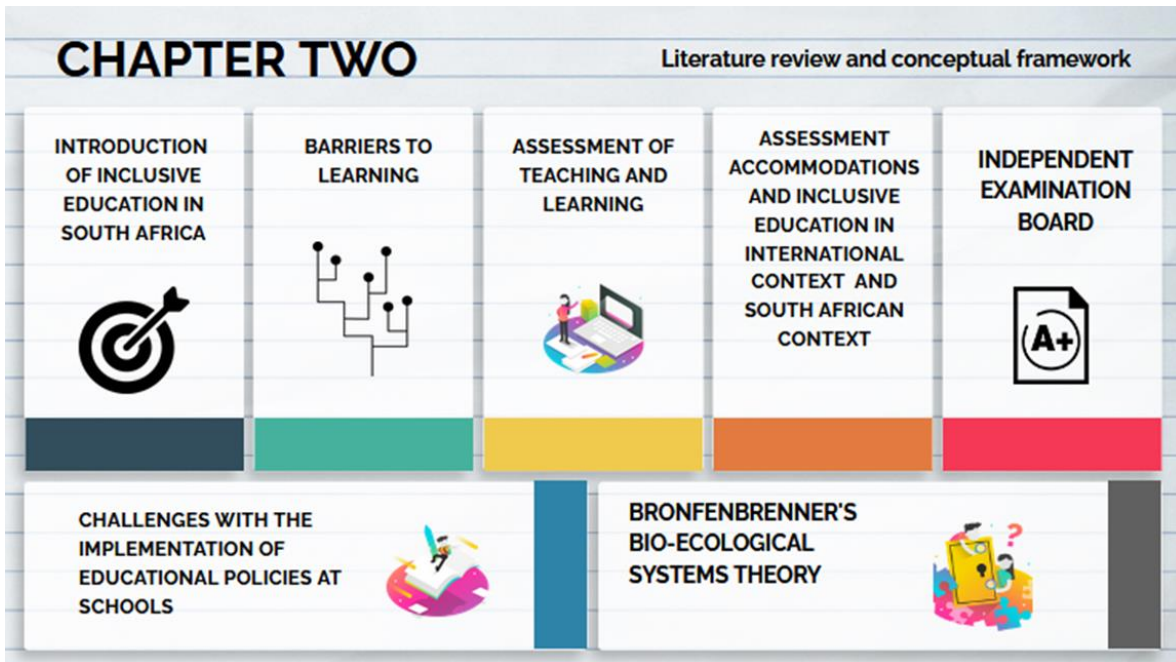 CHAPTER TWO
Literature review and conceptual framework
INTRODUCTION
OF INCLUSIVE
EDUCATION IN
SOUTH AFRICA
BARRIERS TO
LEARNING
ASSESSMENT OF
TEACHING AND
LEARNING
ASSESSMENT
ACCOMMODATIONS
AND INCLUSIVE
EDUCATION IN
INTERNATIONAL
CONTEXT AND
SOUTH AFRICAN
CONTEXT
INDEPENDENT
EXAMINATION
BOARD
A+
CHALLENGES WITH THE
IMPLEMENTATION OF
EDUCATIONAL POLICIES AT
SCHOOLS
BRONFENBRENNER'S
BIO-ECOLOGICAL
SYSTEMS THEORY
?